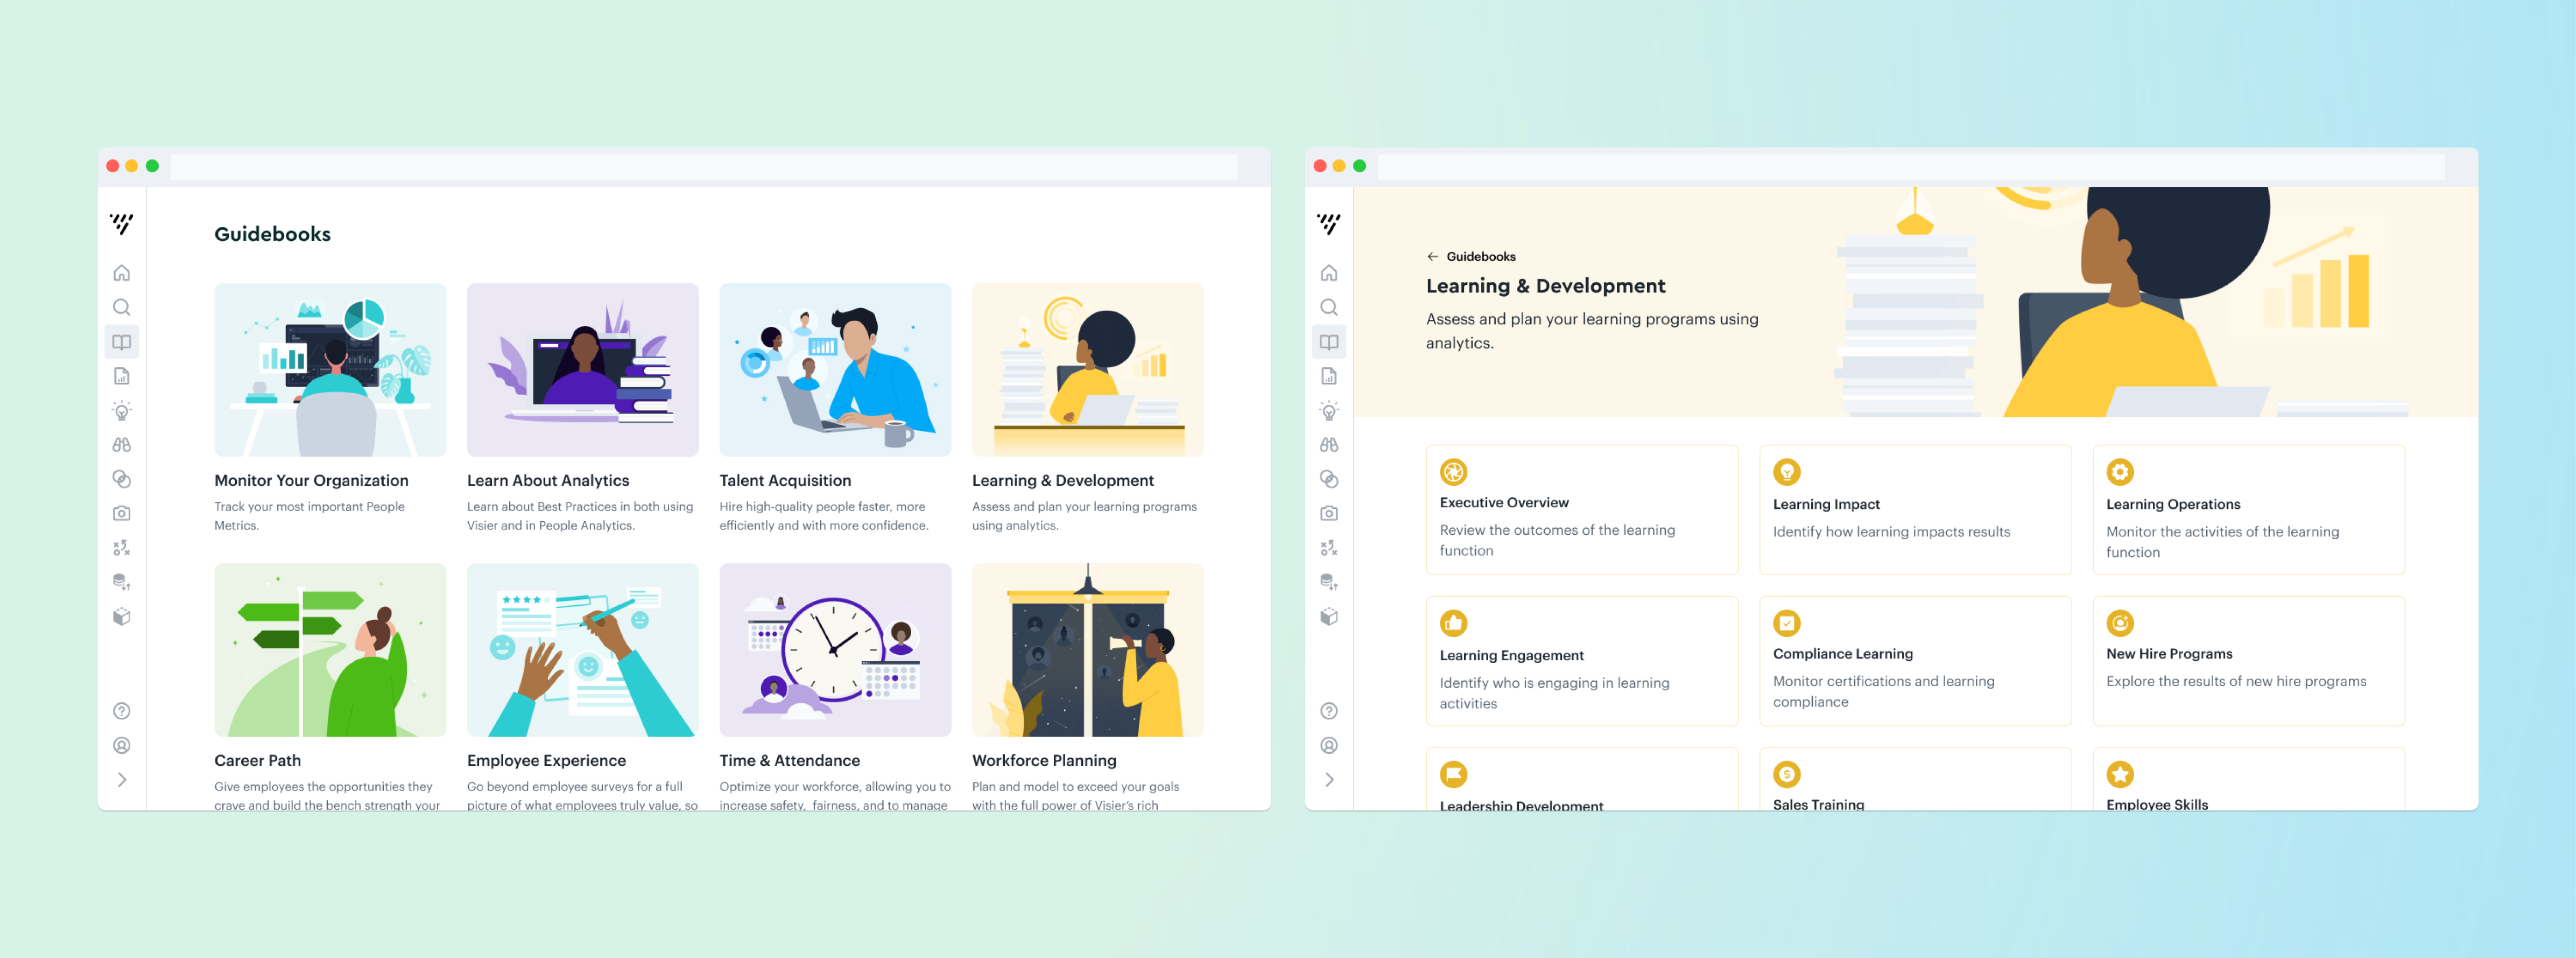 Guidebooks
Monitor Your Organization
Track your most important People
Metrics.
Learn About Analytics
Learn about Best Practices in both using
Visier and in People Analytics.
Talent Acquisition
Hire high-quality people faster, more
efficiently and with more confidence.
Learning & Development
Assess and plan your learning programs
using analytics.
Career Path
Give employees the opportunities they
crave and build the bench strength your
Employee Experience
Go beyond employee surveys for a full
picture of what employees truly value, so
Time & Attendance
Optimize your workforce, allowing you to
increase safety, fairness, and to manage
Workforce Planning
Plan and model to exceed your goals
with the full power of Visier's rich
← Guidebooks
Learning & Development
Assess and plan your learning programs using
analytics.
Executive Overview
Review the outcomes of the learning
function
Learning Impact
Identify how learning impacts results
Learning Operations
Monitor the activities of the learning
function
Learning Engagement
Identify who is engaging in learning
activities
Compliance Learning
Monitor certifications and learning
compliance
New Hire Programs
Explore the results of new hire programs
Leadership Development
Sales Training
Employee Skills